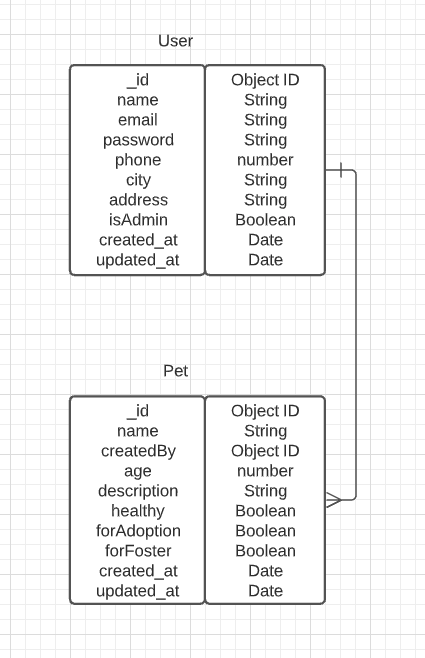 User
_id Object ID
name String
email String
password String
phone number
city String
address String
isAdmin Boolean
created_at Date
updated_at Date
Pet
_id Object ID
name String
createdBy Object ID
age number
description String
healthy Boolean
forAdoption Boolean
forFoster Boolean
created_at Date
updated_at Date